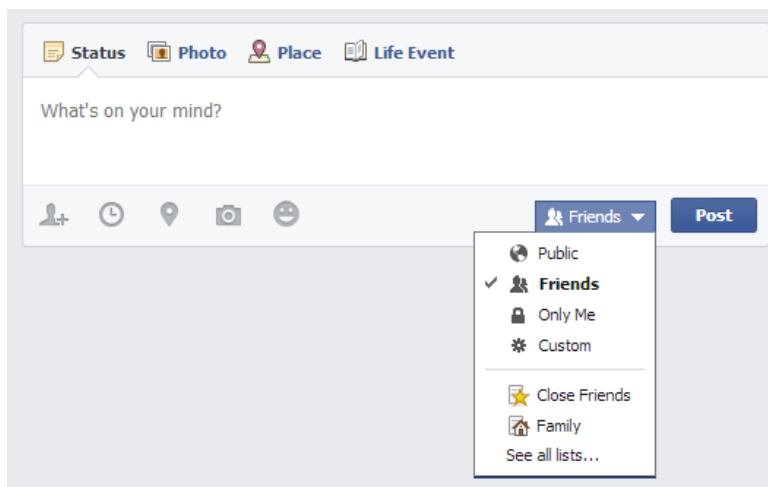 Status Photo Place Life Event
What's on your mind?
Friends Post
Public
Friends
Only Me
Custom
Close Friends
Family
See all lists...